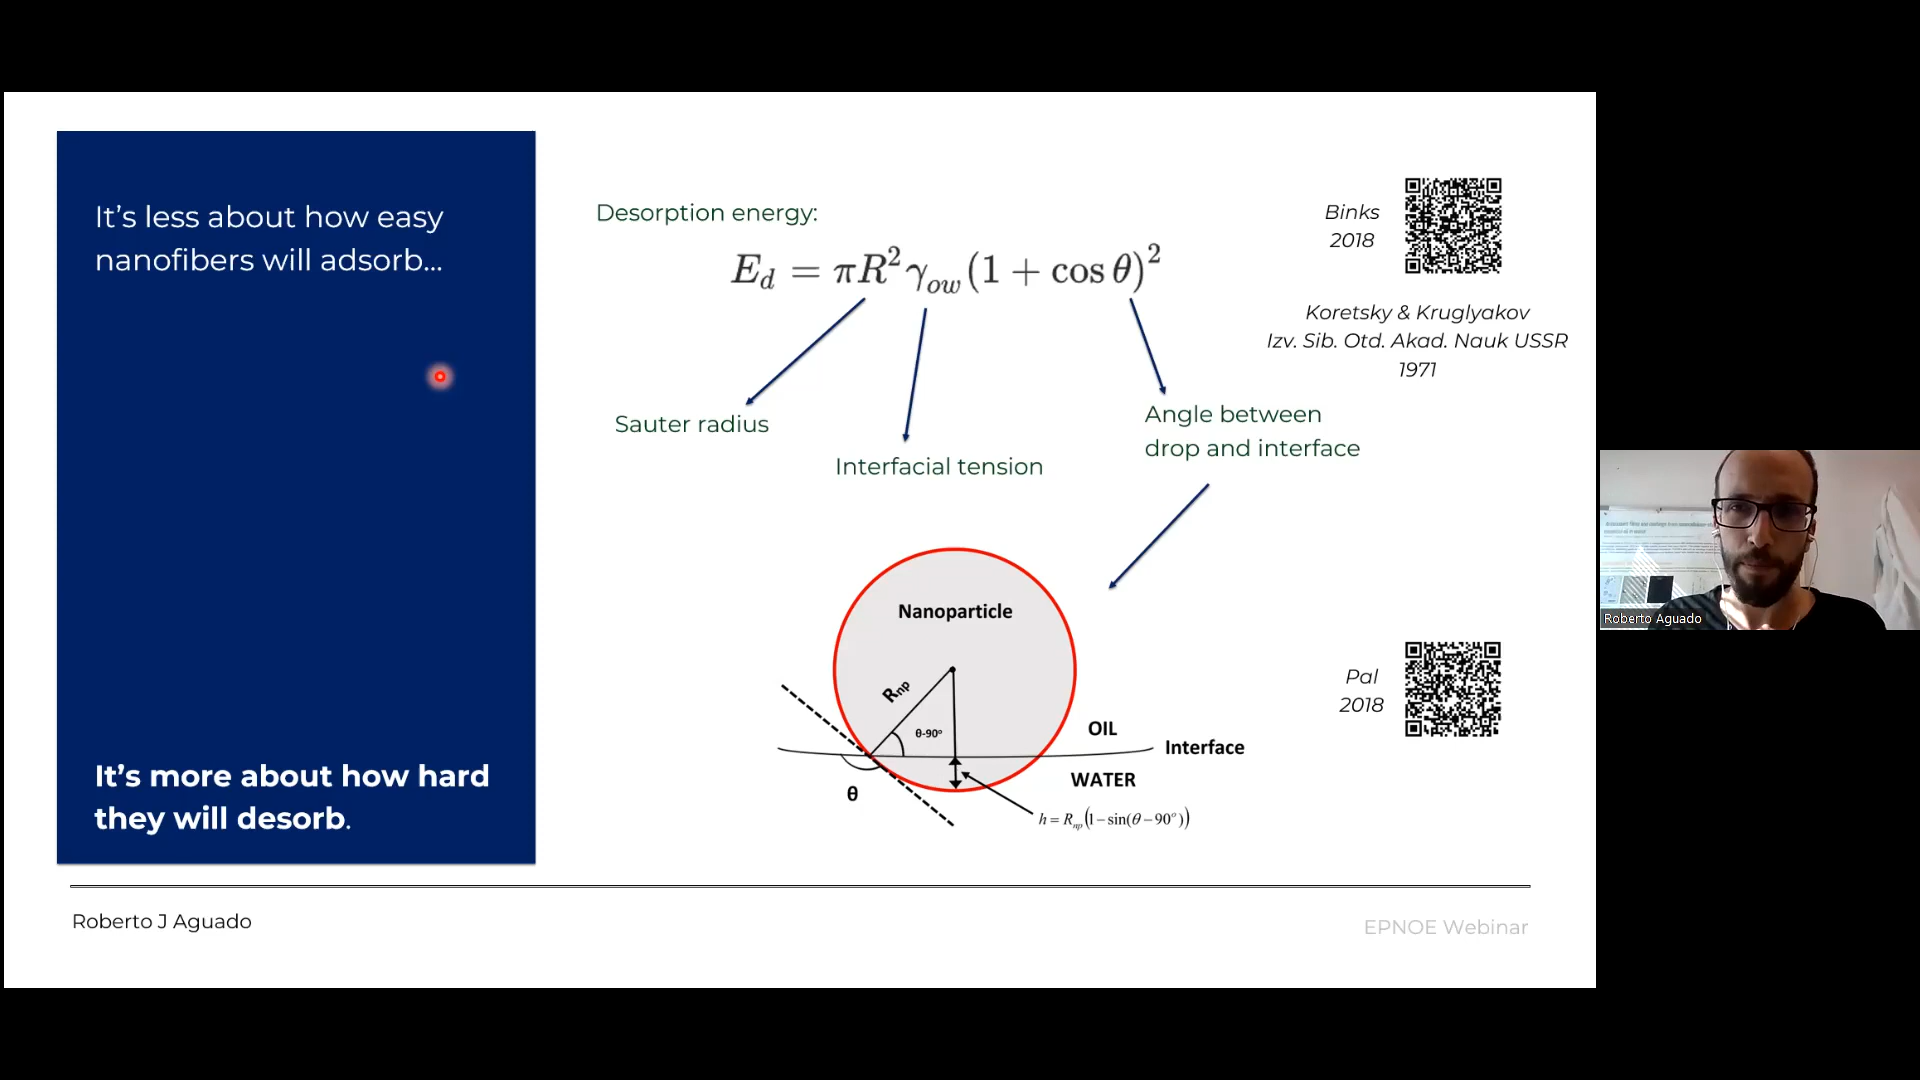 It's less about how easy
nanofibers will adsorb...
It's more about how hard
they will desorb.
Desorption energy:
E_d = πR²γ_ow(1 + cos θ)²
Sauter radius
Interfacial tension
Angle between
drop and interface
Binks
2018
Koretsky & Kruglyakov
Izv. Sib. Otd. Akad. Nauk USSR
1971
Nanoparticle
R_np
θ-90°
OIL
Interface
WATER
θ
h = R_np(1−sin(θ−90°))
Pal
2018
Roberto J Aguado
EPNOE Webinar
Roberto Aguado